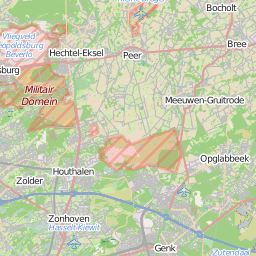 Bocholt
Vliegveld
Leopoldsburg
Beverlo
Bree
Hechtel-Eksel
Peer
sburg
Militair
Domein
Meeuwen-Gruitrode
Opglabbeek
Houthalen
Zolder
Zonhoven
Hasselt-Kiewit
Genk
Zutendaal